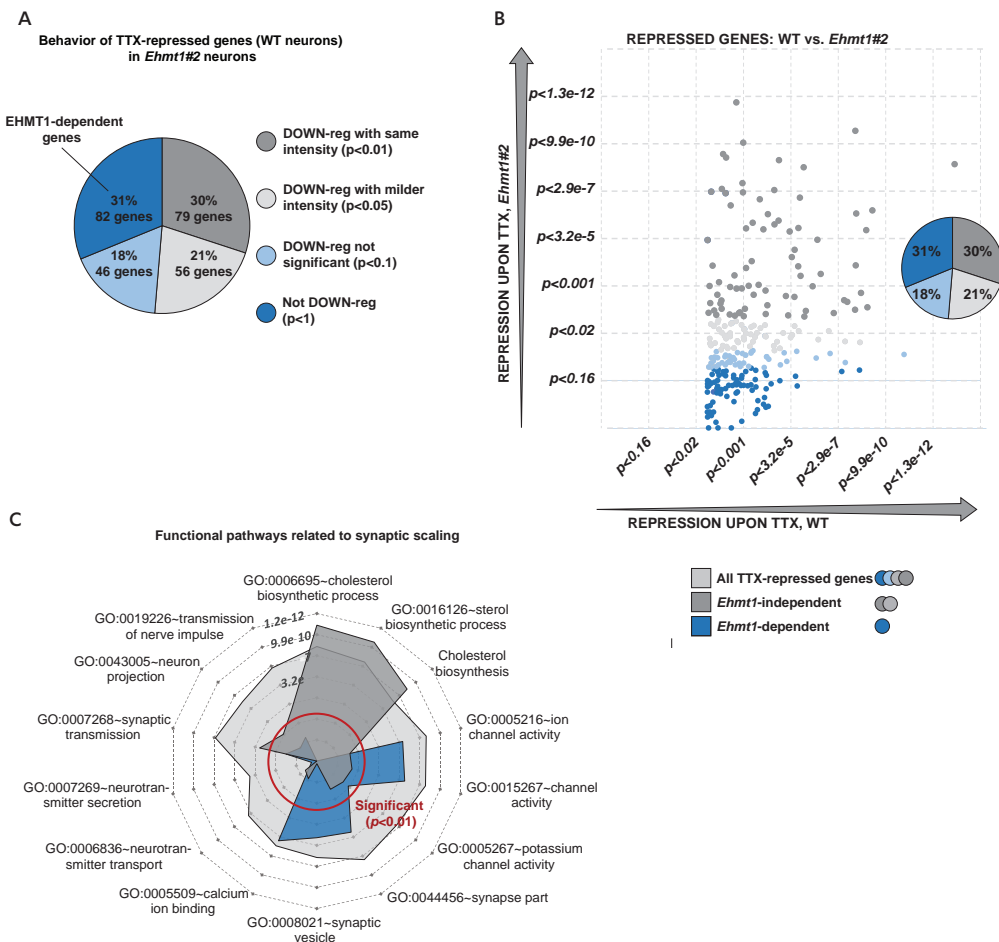 A
Behavior of TTX-repressed genes (WT neurons)
in Ehmt1#2 neurons
EHMT1-dependent
genes
31%
82 genes
30%
79 genes
18%
46 genes
21%
56 genes
DOWN-reg with same
intensity (p<0.01)
DOWN-reg with milder
intensity (p<0.05)
DOWN-reg not
significant (p<0.1)
Not DOWN-reg
(p<1)
B
REPRESSED GENES: WT vs. Ehmt1#2
REPRESSION UPON TTX, Ehmt1#2
p<1.3e-12
p<9.9e-10
p<2.9e-7
p<3.2e-5
p<0.001
p<0.02
p<0.16
31%
30%
18%
21%
p<0.16
p<0.02
p<0.001
p<3.2e-5
p<2.9e-7
p<9.9e-10
p<1.3e-12
REPRESSION UPON TTX, WT
C
Functional pathways related to synaptic scaling
GO:0006695~cholesterol
biosynthetic process
GO:0016126~sterol
biosynthetic process
Cholesterol
biosynthesis
GO:0005216~ion
channel activity
GO:0015267~channel
activity
GO:0005267~potassium
channel activity
GO:0044456~synapse part
GO:0008021~synaptic
vesicle
GO:0005509~calcium
ion binding
GO:0006836~neurotran-
smitter transport
GO:0007269~neurotran-
smitter secretion
GO:0007268~synaptic
transmission
GO:0043005~neuron
projection
GO:0019226~transmission
of nerve impulse
1.2e-12
9.9e 10
7
3.2e
Significant
(p<0.01)
All TTX-repressed genes
Ehmt1-independent
Ehmt1-dependent